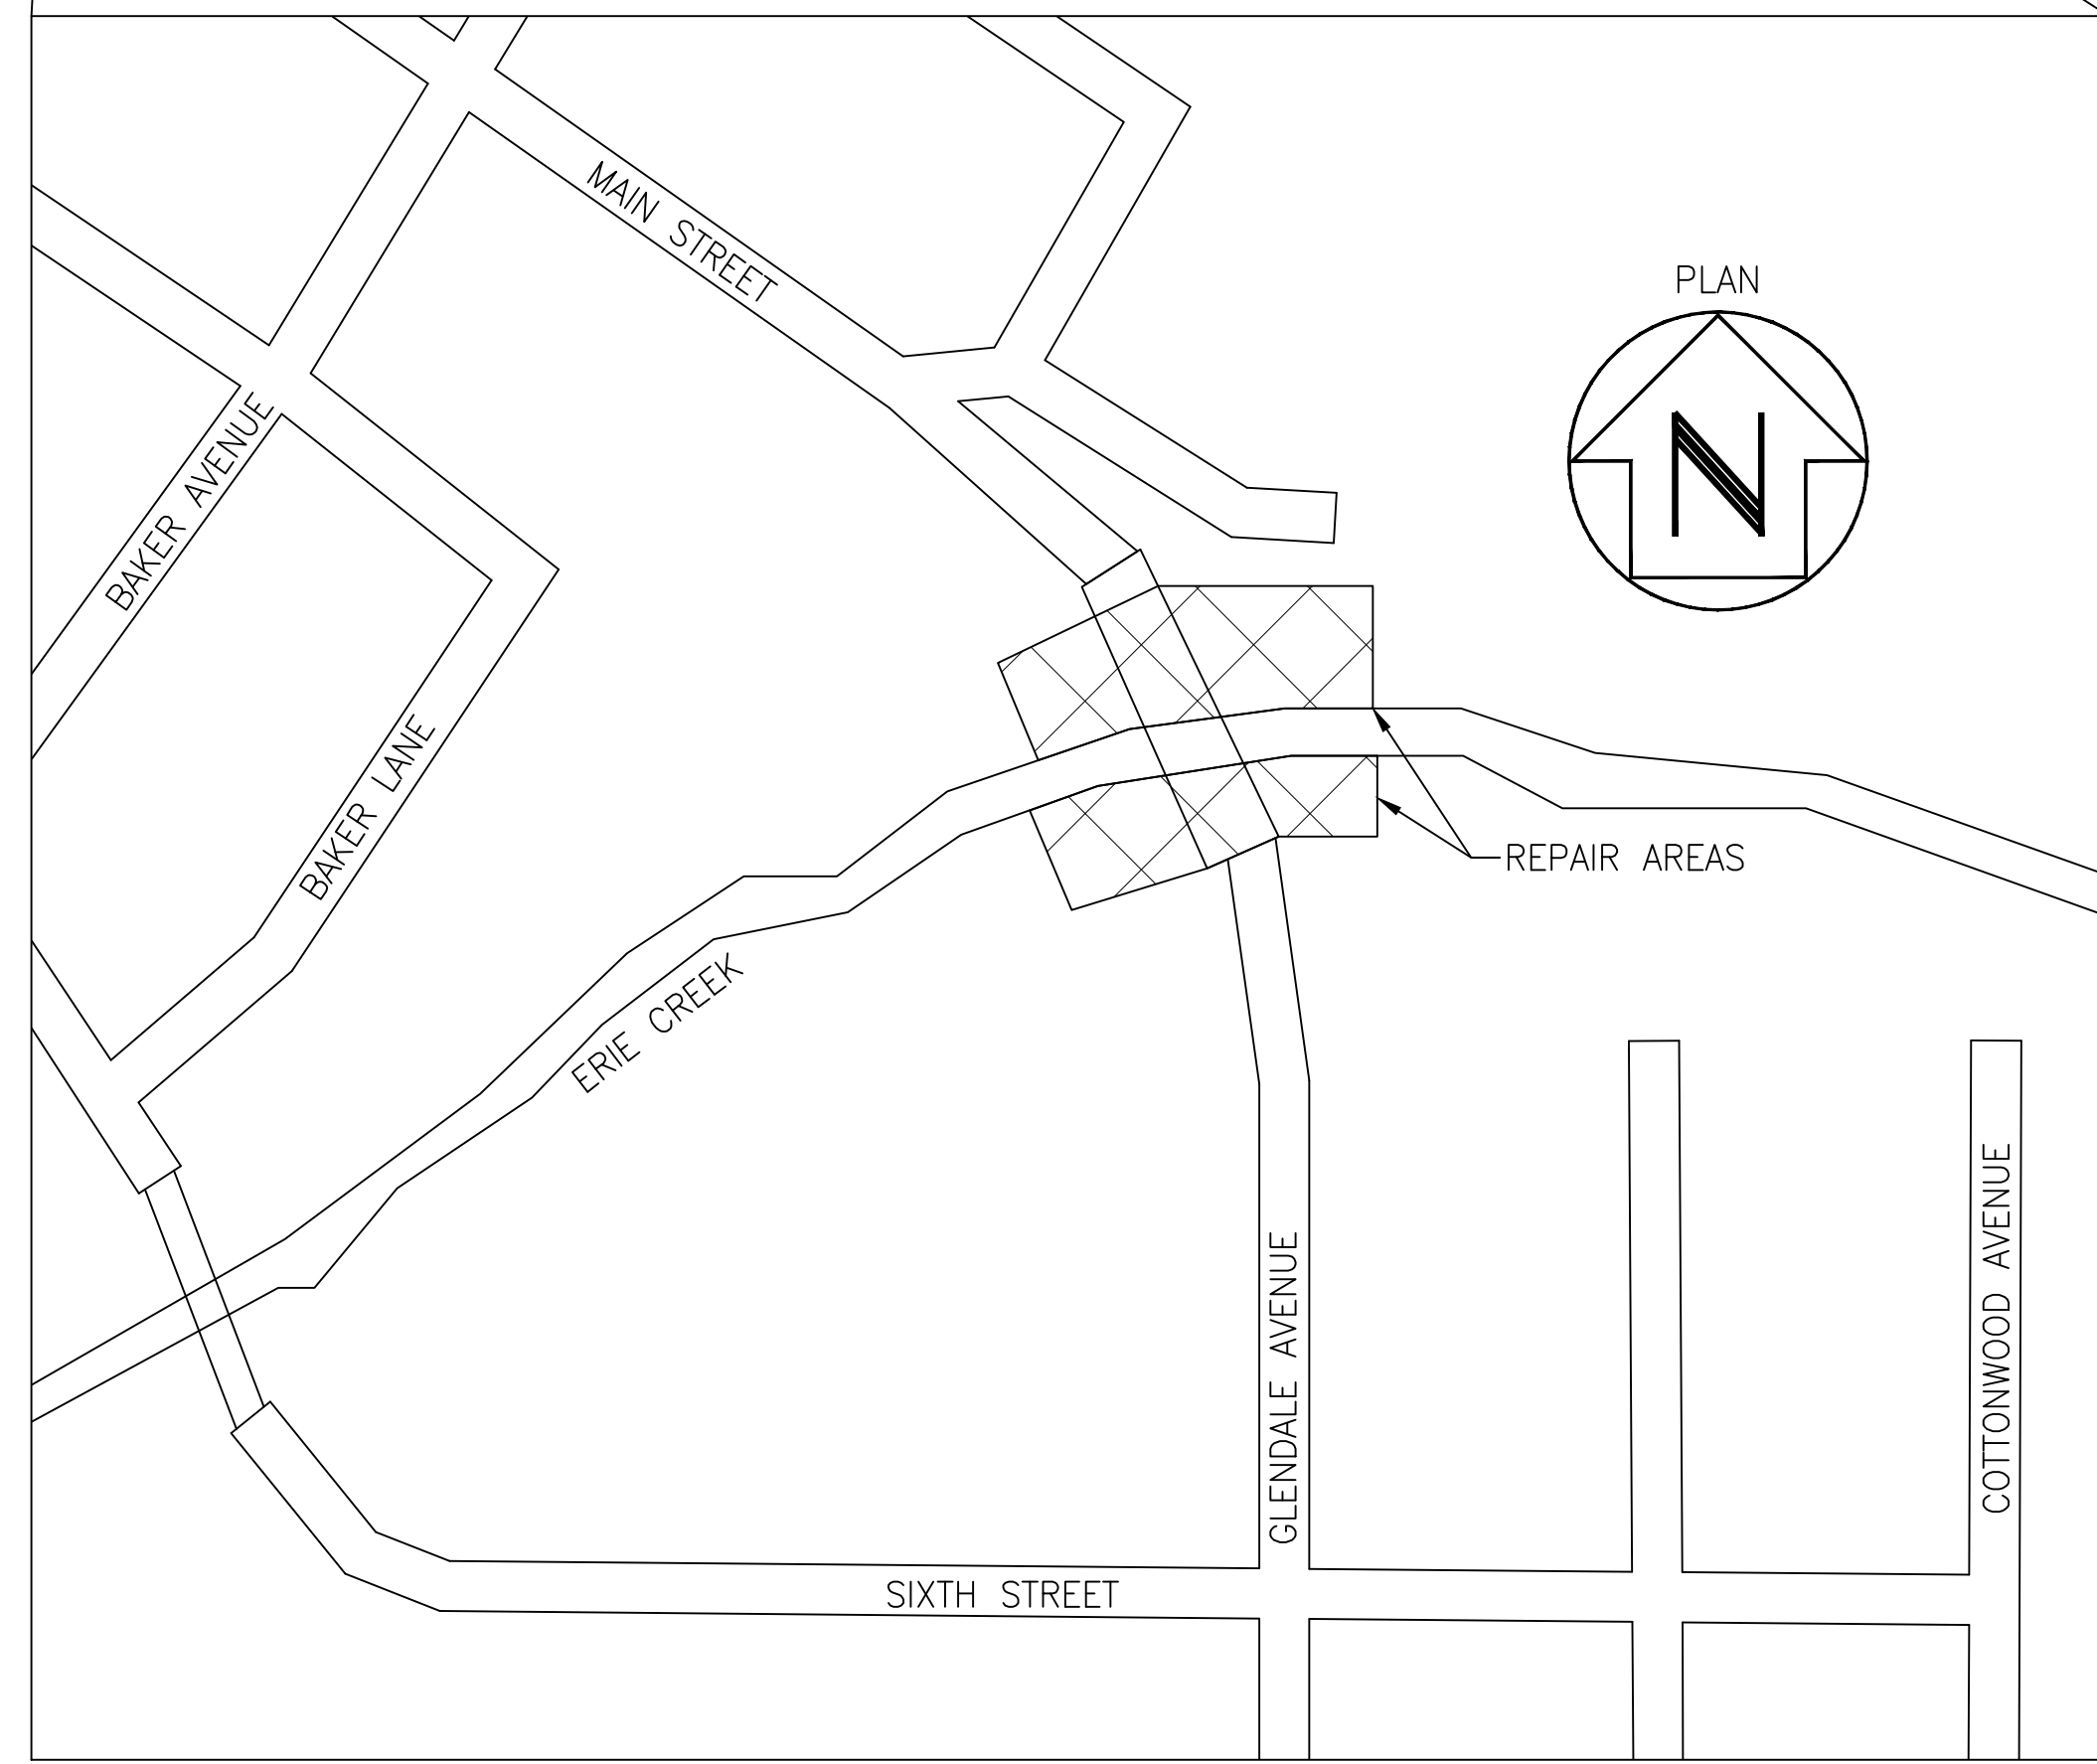 MAIN STREET
PLAN
N
BAKER AVENUE
BAKER LANE
REPAIR AREAS
ERIE CREEK
GLENDALE AVENUE
COTTONWOOD AVENUE
SIXTH STREET